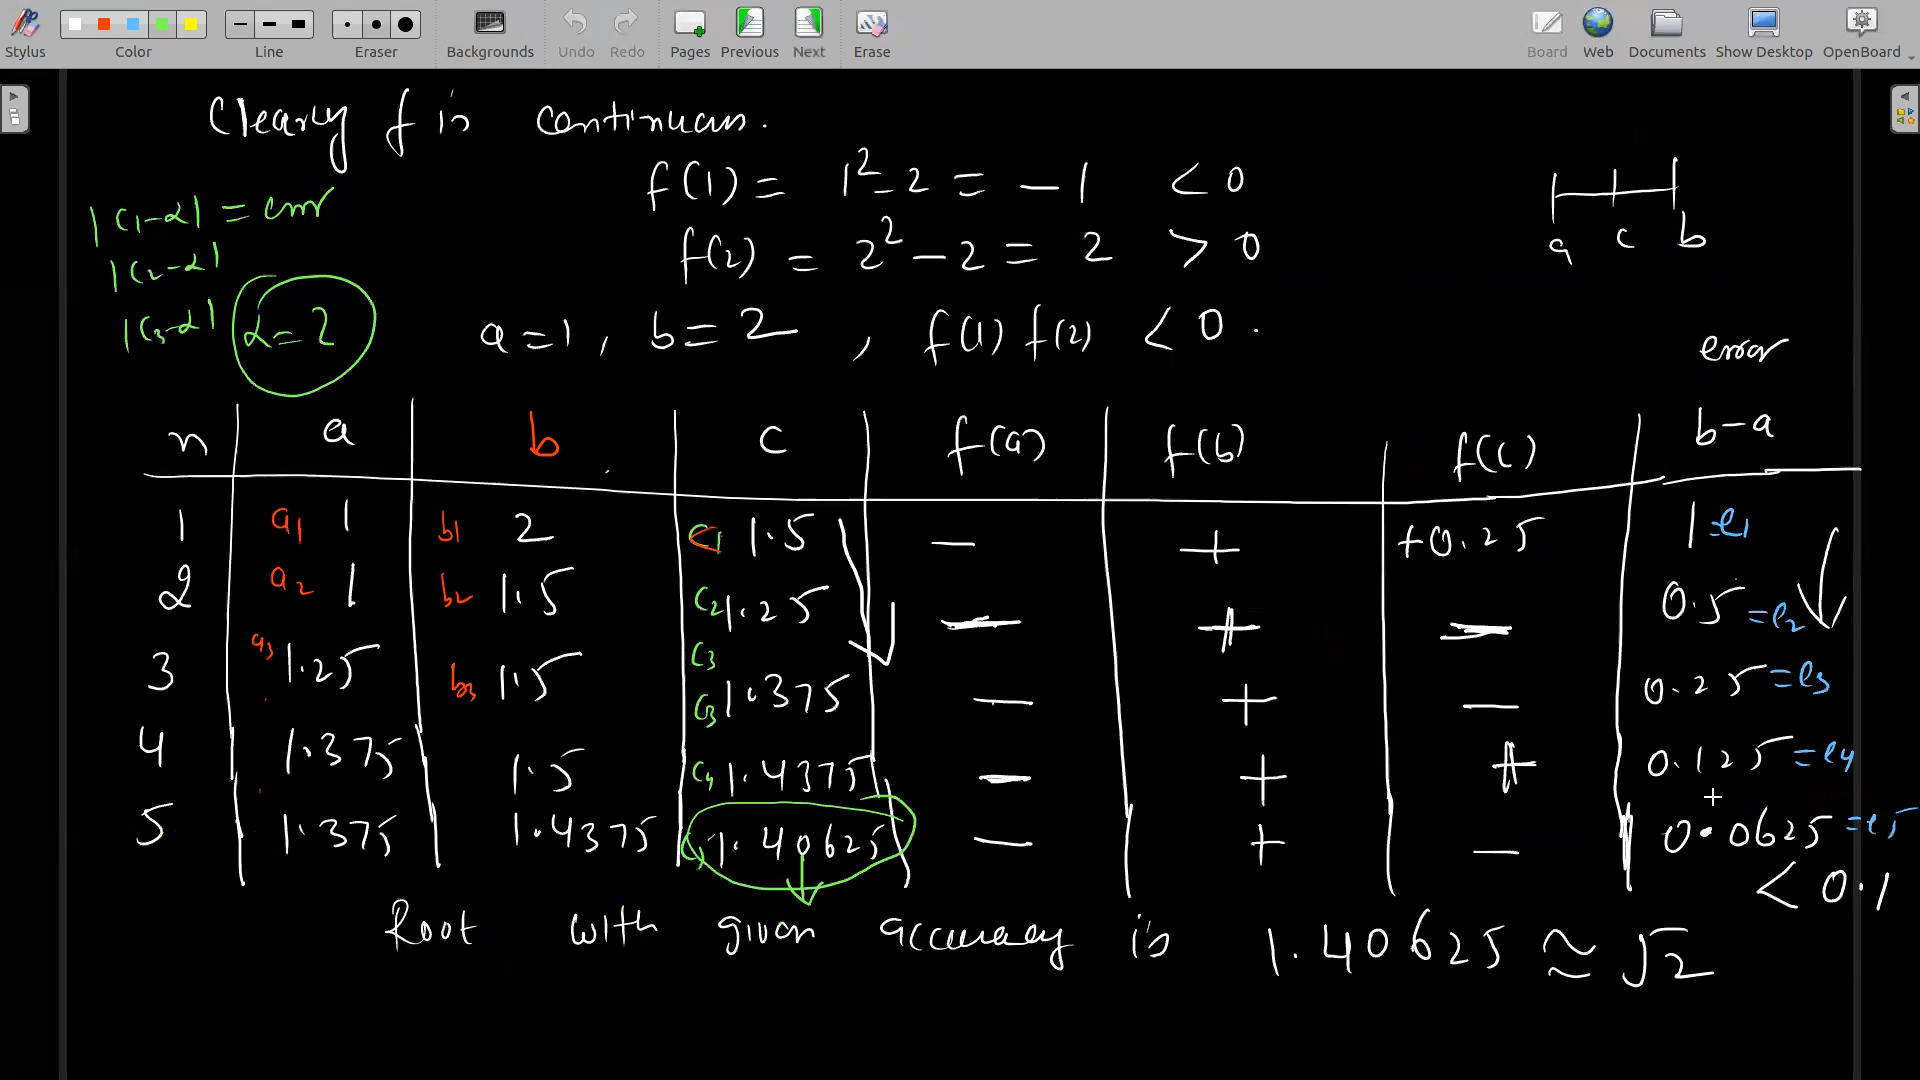 Stylus Color Line Eraser Backgrounds Undo Redo Pages Previous Next Erase Board Web Documents Show Desktop OpenBoard
Clearly f is continuous.
f(1) = 1² - 2 = -1 < 0
f(2) = 2² - 2 = 2 > 0
a c b
|c₁-α| = error
|c₂-α|
|c₃-α| α=2
a=1, b=2, f(1) f(2) < 0.
error
n a b c f(a) f(b) f(c) b-a
1 a₁ 1 b₁ 2 c₁ 1.5 - + +0.25 1=e₁
2 a₂ 1 b₂ 1.5 c₂ 1.25 - + - 0.5=e₂
3 a₃ 1.25 b₃ 1.5 c₃ c₃ 1.375 - + - 0.25=e₃
4 1.375 1.5 c₄ 1.4375 - + + 0.125=e₄
5 1.375 1.4375 1.40625 - + - 0.0625=e₅
< 0.1
Root with given accuracy is 1.40625 ≈ √2